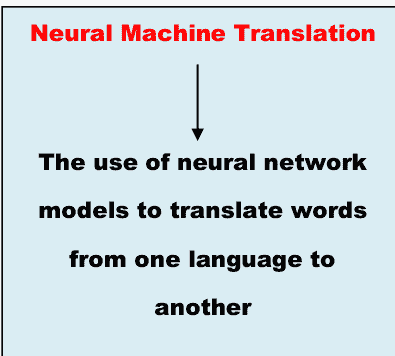 Neural Machine Translation
The use of neural network
models to translate words
from one language to
another